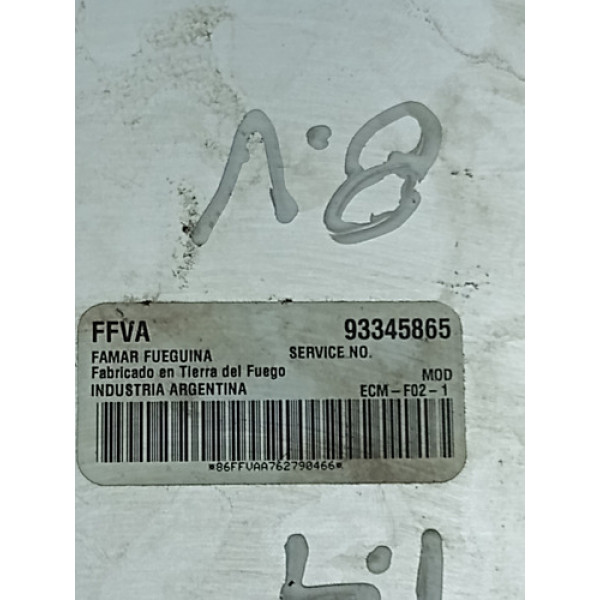 1.8
FFVA 93345865
FAMAR FUEGUINA SERVICE NO.
Fabricado en Tierra del Fuego MOD
INDUSTRIA ARGENTINA ECM-F02-1
*86FFVAA762790466*